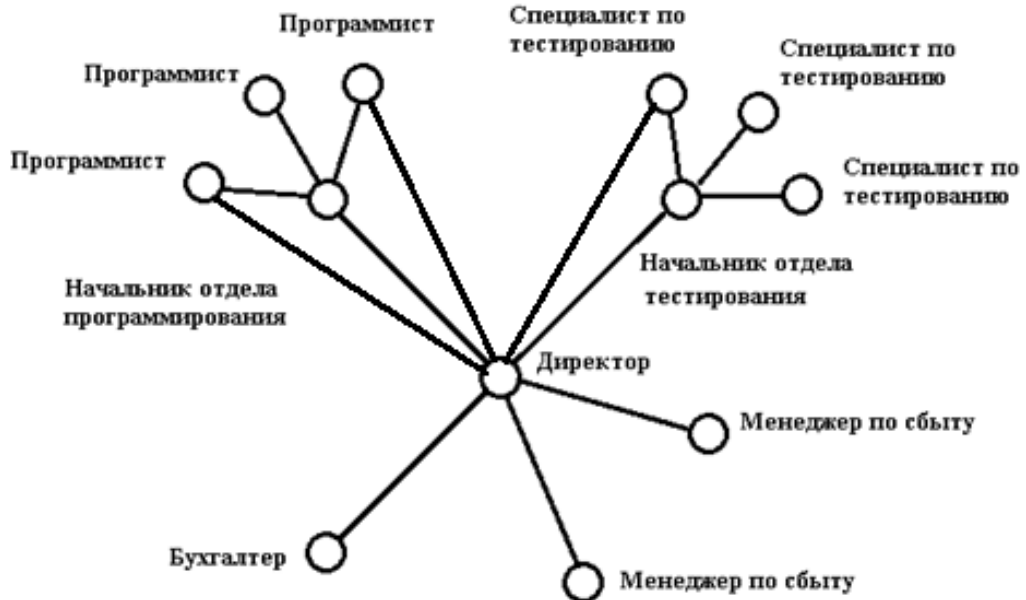 Программист
Специалист по
тестированию
Программист
Специалист по
тестированию
Программист
Специалист по
тестированию
Начальник отдела
программирования
Начальник отдела
тестирования
Директор
Менеджер по сбыту
Бухгалтер
Менеджер по сбыту